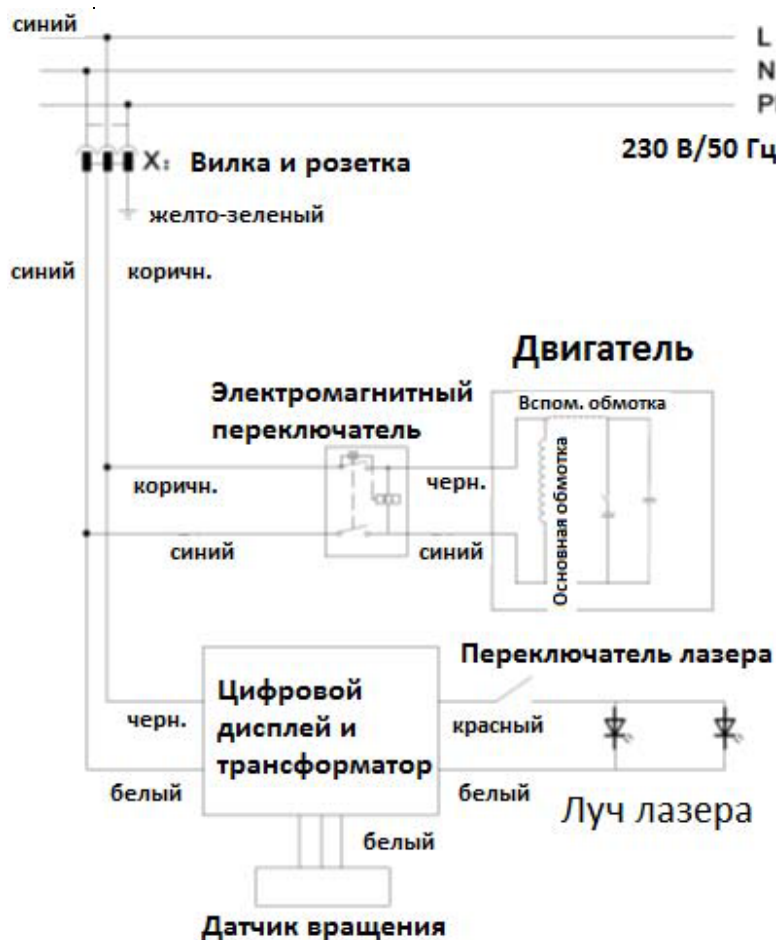 синий
L
N
P
230 В/50 Гц
X:
Вилка и розетка
желто-зеленый
синий
коричн.
Двигатель
Электромагнитный
переключатель
Вспом. обмотка
Основная обмотка
коричн.
черн.
синий
синий
Переключатель лазера
Цифровой
дисплей и
трансформатор
черн.
красный
белый
белый
Луч лазера
белый
Датчик вращения